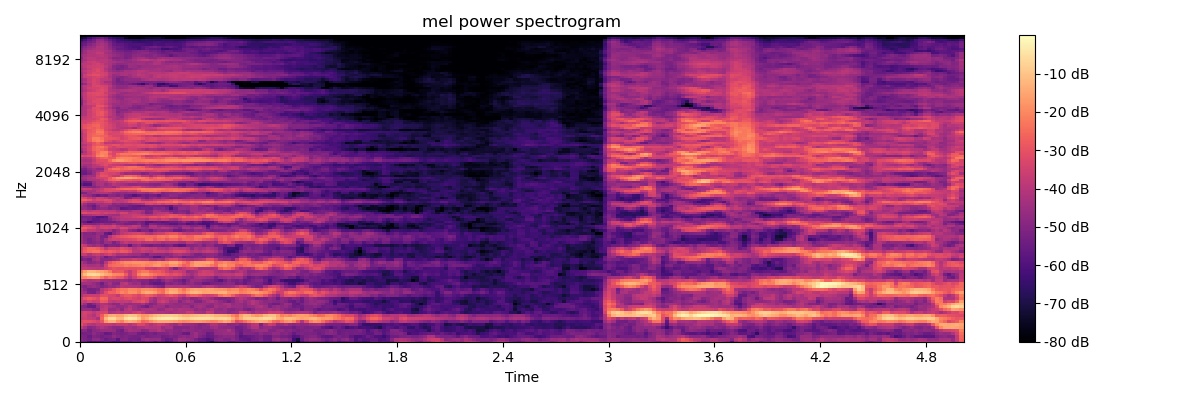 mel power spectrogram
8192
4096
2048
1024
512
0
Hz
0 0.6 1.2 1.8 2.4 3 3.6 4.2 4.8
Time
-10 dB
-20 dB
-30 dB
-40 dB
-50 dB
-60 dB
-70 dB
-80 dB